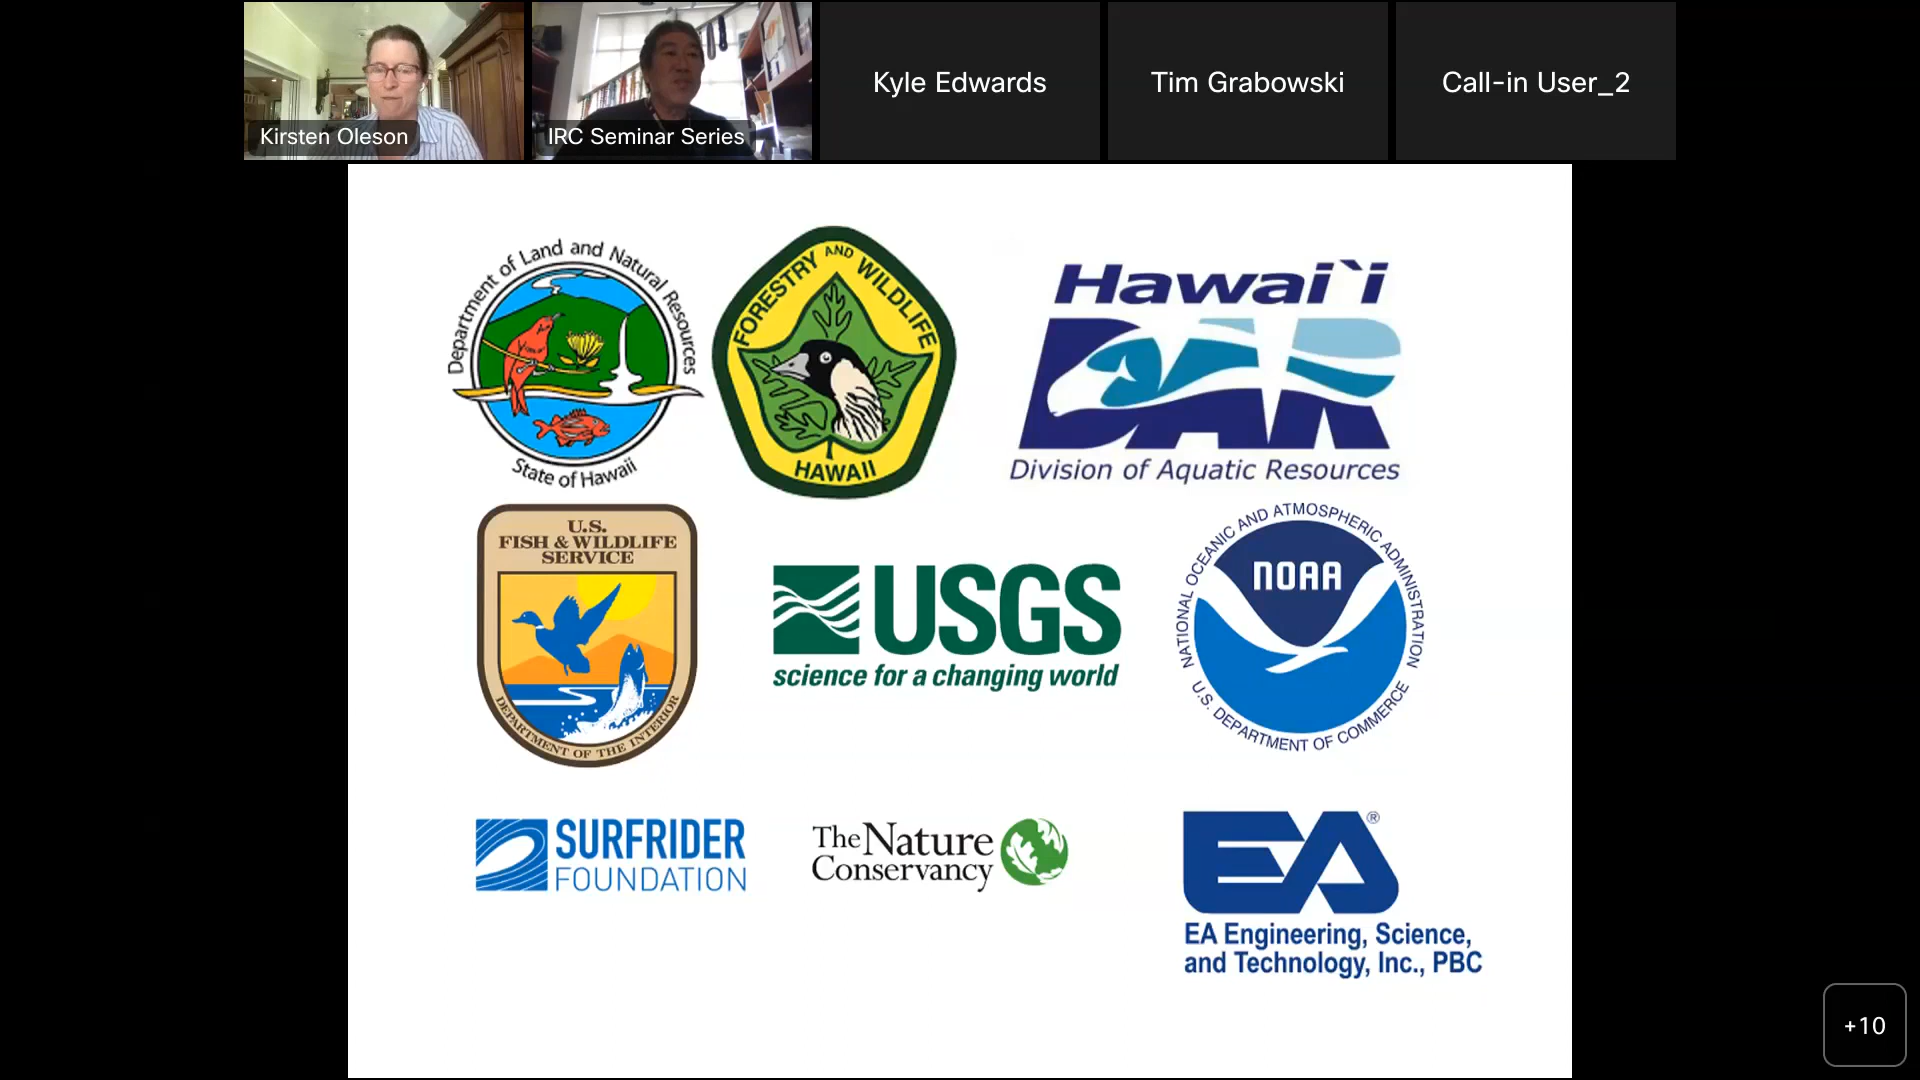 Kirsten Oleson
IRC Seminar Series
Kyle Edwards
Tim Grabowski
Call-in User_2
Department of Land and Natural Resources
State of Hawaii
FORESTRY AND WILDLIFE
HAWAII
Hawai`i
DAR
Division of Aquatic Resources
U.S.
FISH & WILDLIFE
SERVICE
DEPARTMENT OF THE INTERIOR
USGS
science for a changing world
NATIONAL OCEANIC AND ATMOSPHERIC ADMINISTRATION
NOAA
U.S. DEPARTMENT OF COMMERCE
SURFRIDER
FOUNDATION
The Nature
Conservancy
EA®
EA Engineering, Science,
and Technology, Inc., PBC
+10